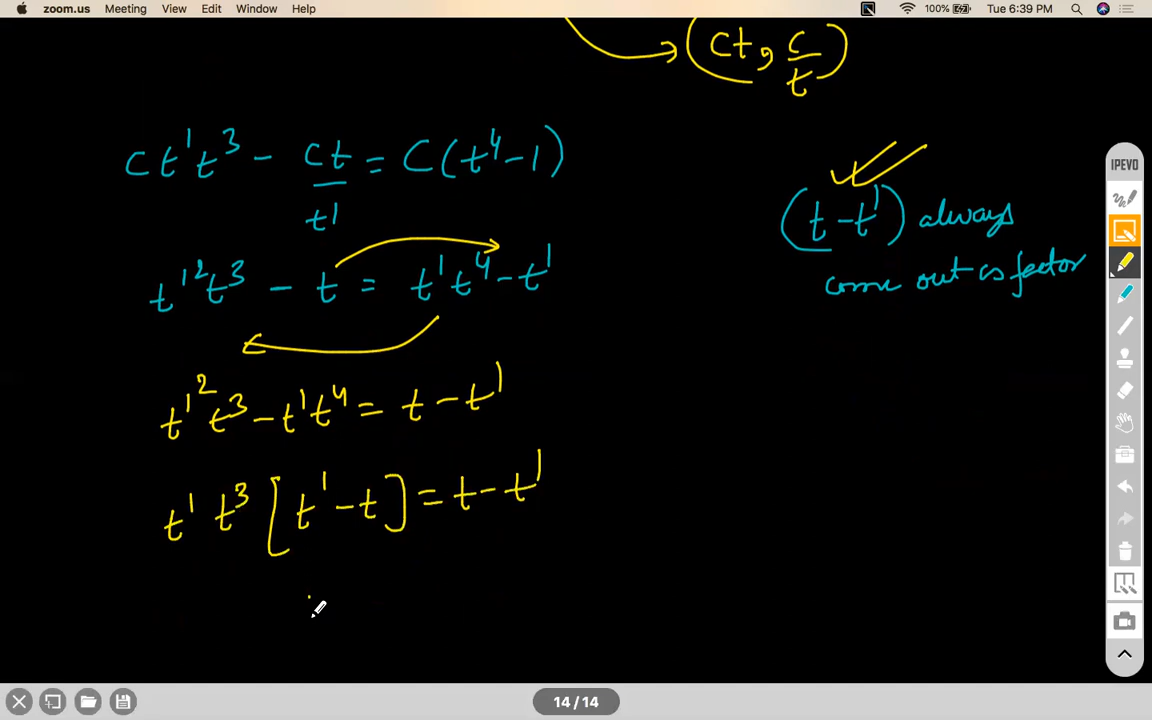 zoom.us Meeting View Edit Window Help 100% Tue 6:39 PM
(ct, c/t)
ct't³ - ct/t' = C(t⁴-1)
(t-t') always
come out as factor
t'²t³ - t = t't⁴-t'
t'²t³-t't⁴ = t-t'
t't³[t'-t] = t-t'
IPEVO
14 / 14